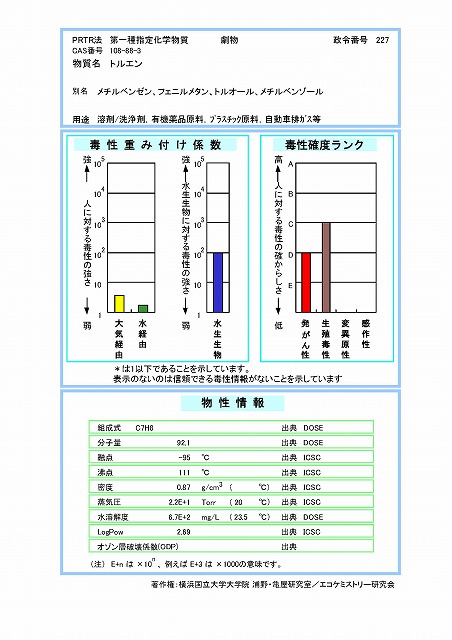 PRTR法 第一種指定化学物質 劇物 政令番号 227
CAS番号 108-88-3
物質名 トルエン
別名 メチルベンゼン、フェニルメタン、トルオール、メチルベンゾール
用途 溶剤/洗浄剤, 有機薬品原料, プラスチック原料, 自動車排ガス等
毒性重み付け係数
強 人に対する毒性の強さ 弱
10^5
10^4
10^3
10^2
10
1
大気経由 水経由
強 水生生物に対する毒性の強さ 弱
10^5
10^4
10^3
10^2
10
1
水生生物
毒性確度ランク
高 人に対する毒性の確からしさ 低
A
B
C
D
E
発がん性 生殖毒性 変異原性 感作性
*は1以下であることを示しています。
表示のないのは信頼できる毒性情報がないことを示しています
物性情報
組成式 C7H8 出典 DOSE
分子量 92.1 出典 DOSE
融点 -95 ℃ 出典 ICSC
沸点 111 ℃ 出典 ICSC
密度 0.87 g/cm3 ( ℃) 出典 ICSC
蒸気圧 2.2E+1 Torr ( 20 ℃) 出典 ICSC
水溶解度 6.7E+2 mg/L ( 23.5 ℃) 出典 DOSE
LogPow 2.69 出典 ICSC
オゾン層破壊係数(ODP) 出典
(注) E+n は ×10^n 、例えば E+3 は ×1000の意味です。
著作権:横浜国立大学大学院 浦野・亀屋研究室/エコケミストリー研究会